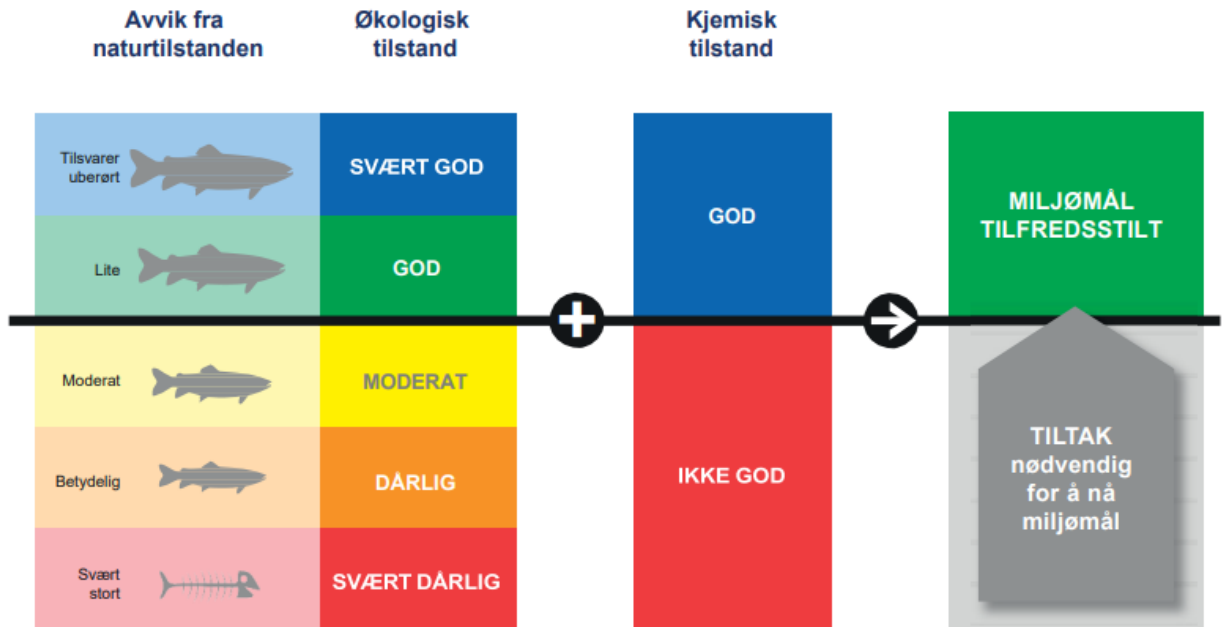 Avvik fra
naturtilstanden
Økologisk
tilstand
Kjemisk
tilstand
Tilsvarer
uberørt
SVÆRT GOD
Lite
GOD
GOD
MILJØMÅL
TILFREDSSTILT
Moderat
MODERAT
Betydelig
DÅRLIG
IKKE GOD
TILTAK
nødvendig
for å nå
miljømål
Svært
stort
SVÆRT DÅRLIG